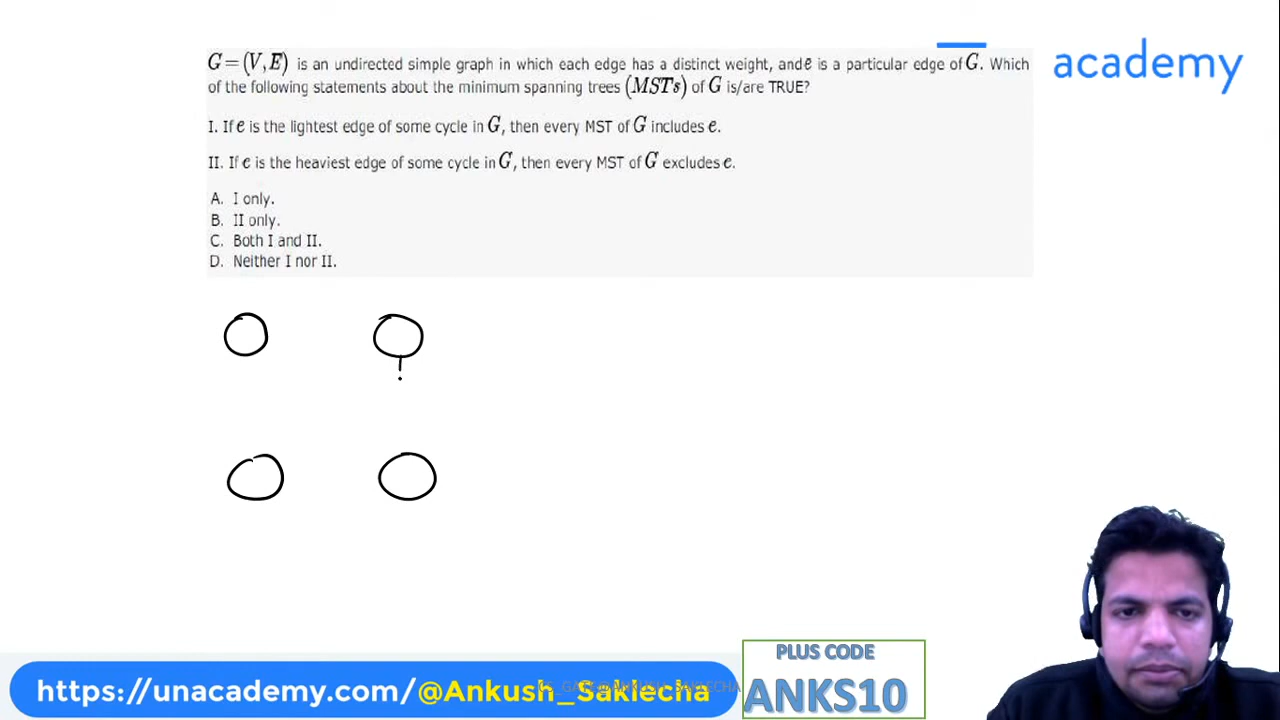 academy
G = (V, E) is an undirected simple graph in which each edge has a distinct weight, and e is a particular edge of G. Which
of the following statements about the minimum spanning trees (MSTs) of G is/are TRUE?
I. If e is the lightest edge of some cycle in G, then every MST of G includes e.
II. If e is the heaviest edge of some cycle in G, then every MST of G excludes e.
A. I only.
B. II only.
C. Both I and II.
D. Neither I nor II.
https://unacademy.com/@Ankush_Saklecha
PLUS CODE
ANKS10